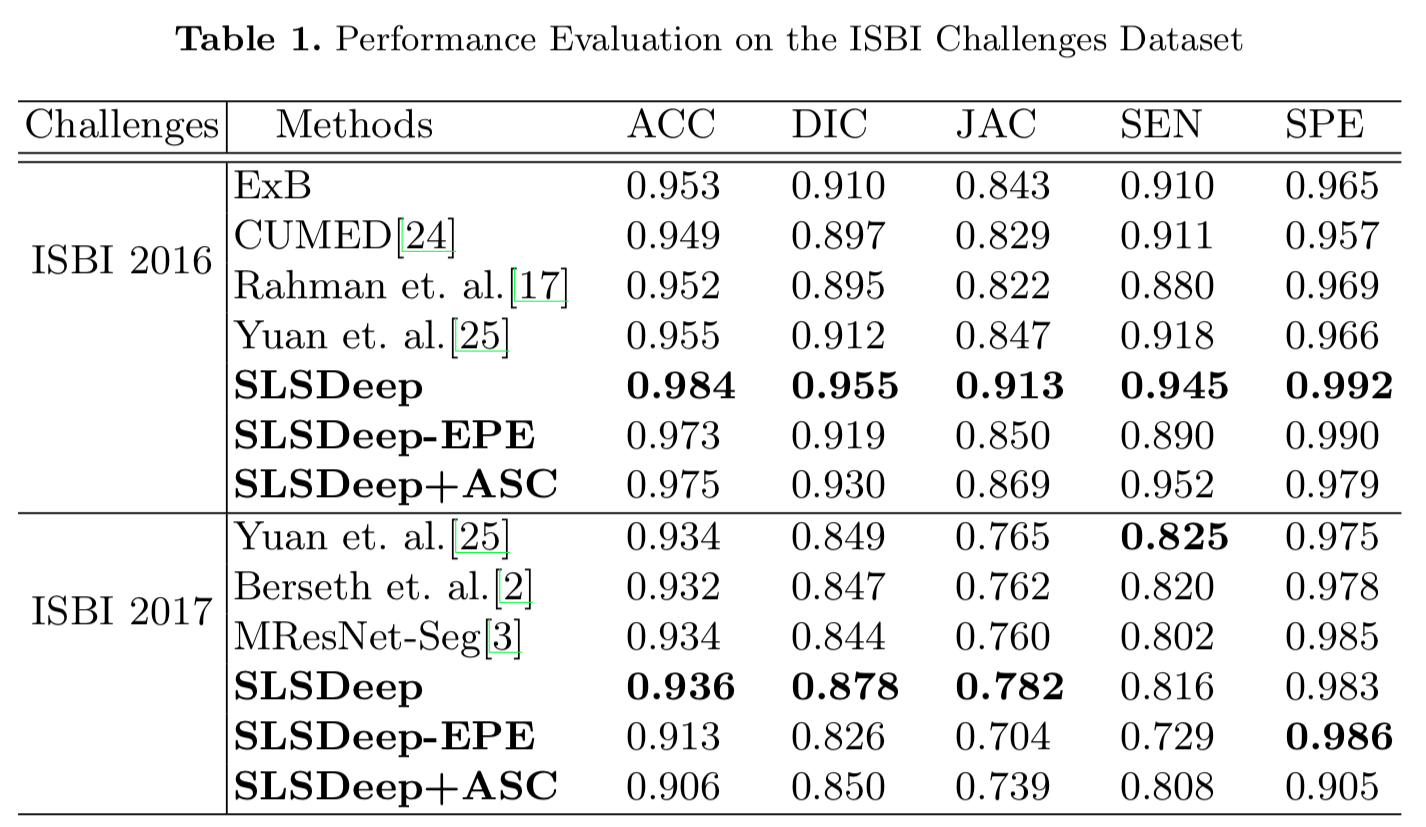 Table 1. Performance Evaluation on the ISBI Challenges Dataset
Challenges Methods ACC DIC JAC SEN SPE
ExB 0.953 0.910 0.843 0.910 0.965
CUMED[24] 0.949 0.897 0.829 0.911 0.957
ISBI 2016
Rahman et. al.[17] 0.952 0.895 0.822 0.880 0.969
Yuan et. al.[25] 0.955 0.912 0.847 0.918 0.966
SLSDeep 0.984 0.955 0.913 0.945 0.992
SLSDeep-EPE 0.973 0.919 0.850 0.890 0.990
SLSDeep+ASC 0.975 0.930 0.869 0.952 0.979
Yuan et. al.[25] 0.934 0.849 0.765 0.825 0.975
Berseth et. al.[2] 0.932 0.847 0.762 0.820 0.978
ISBI 2017
MResNet-Seg[3] 0.934 0.844 0.760 0.802 0.985
SLSDeep 0.936 0.878 0.782 0.816 0.983
SLSDeep-EPE 0.913 0.826 0.704 0.729 0.986
SLSDeep+ASC 0.906 0.850 0.739 0.808 0.905